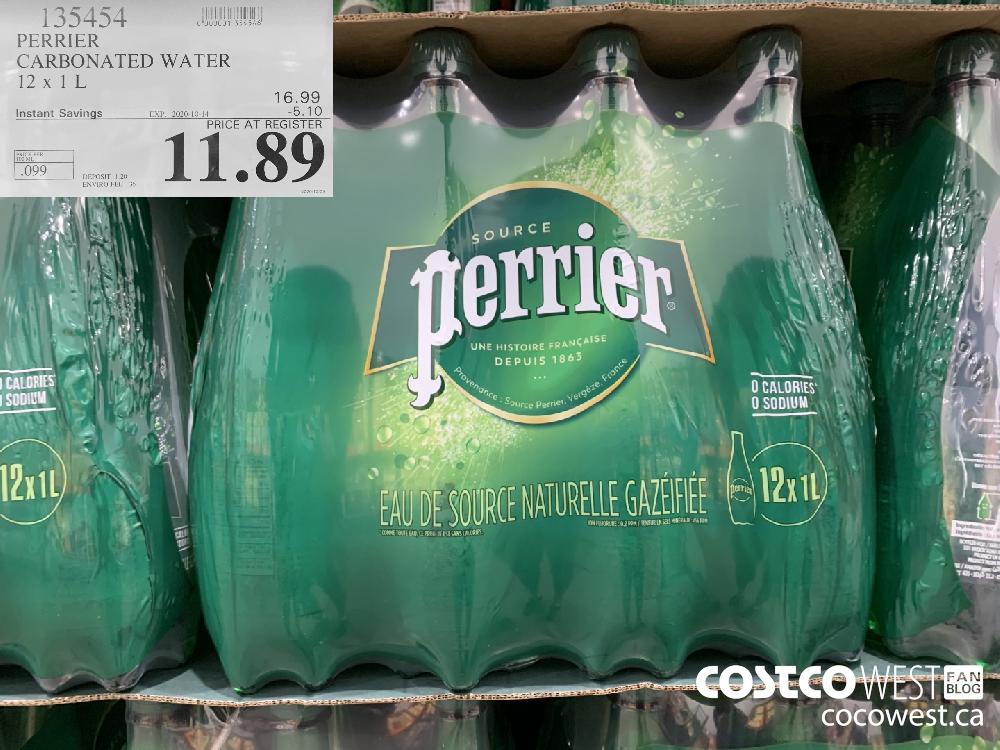 135454
PERRIER
CARBONATED WATER
12 x 1 L
16.99
Instant Savings EXP. 2020-10-14 -5.10
PRICE AT REGISTER
11.89
.099
DEPOSIT 1.20
SOURCE
perrier®
UNE HISTOIRE FRANÇAISE
DEPUIS 1863
Provenance : Source Perrier, Vergèze, France
0 CALORIES
0 SODIUM
12x1L
0 CALORIES
0 SODIUM
perrier
12x1L
EAU DE SOURCE NATURELLE GAZÉIFIÉE
COSTCO WEST FAN BLOG
cocowest.ca